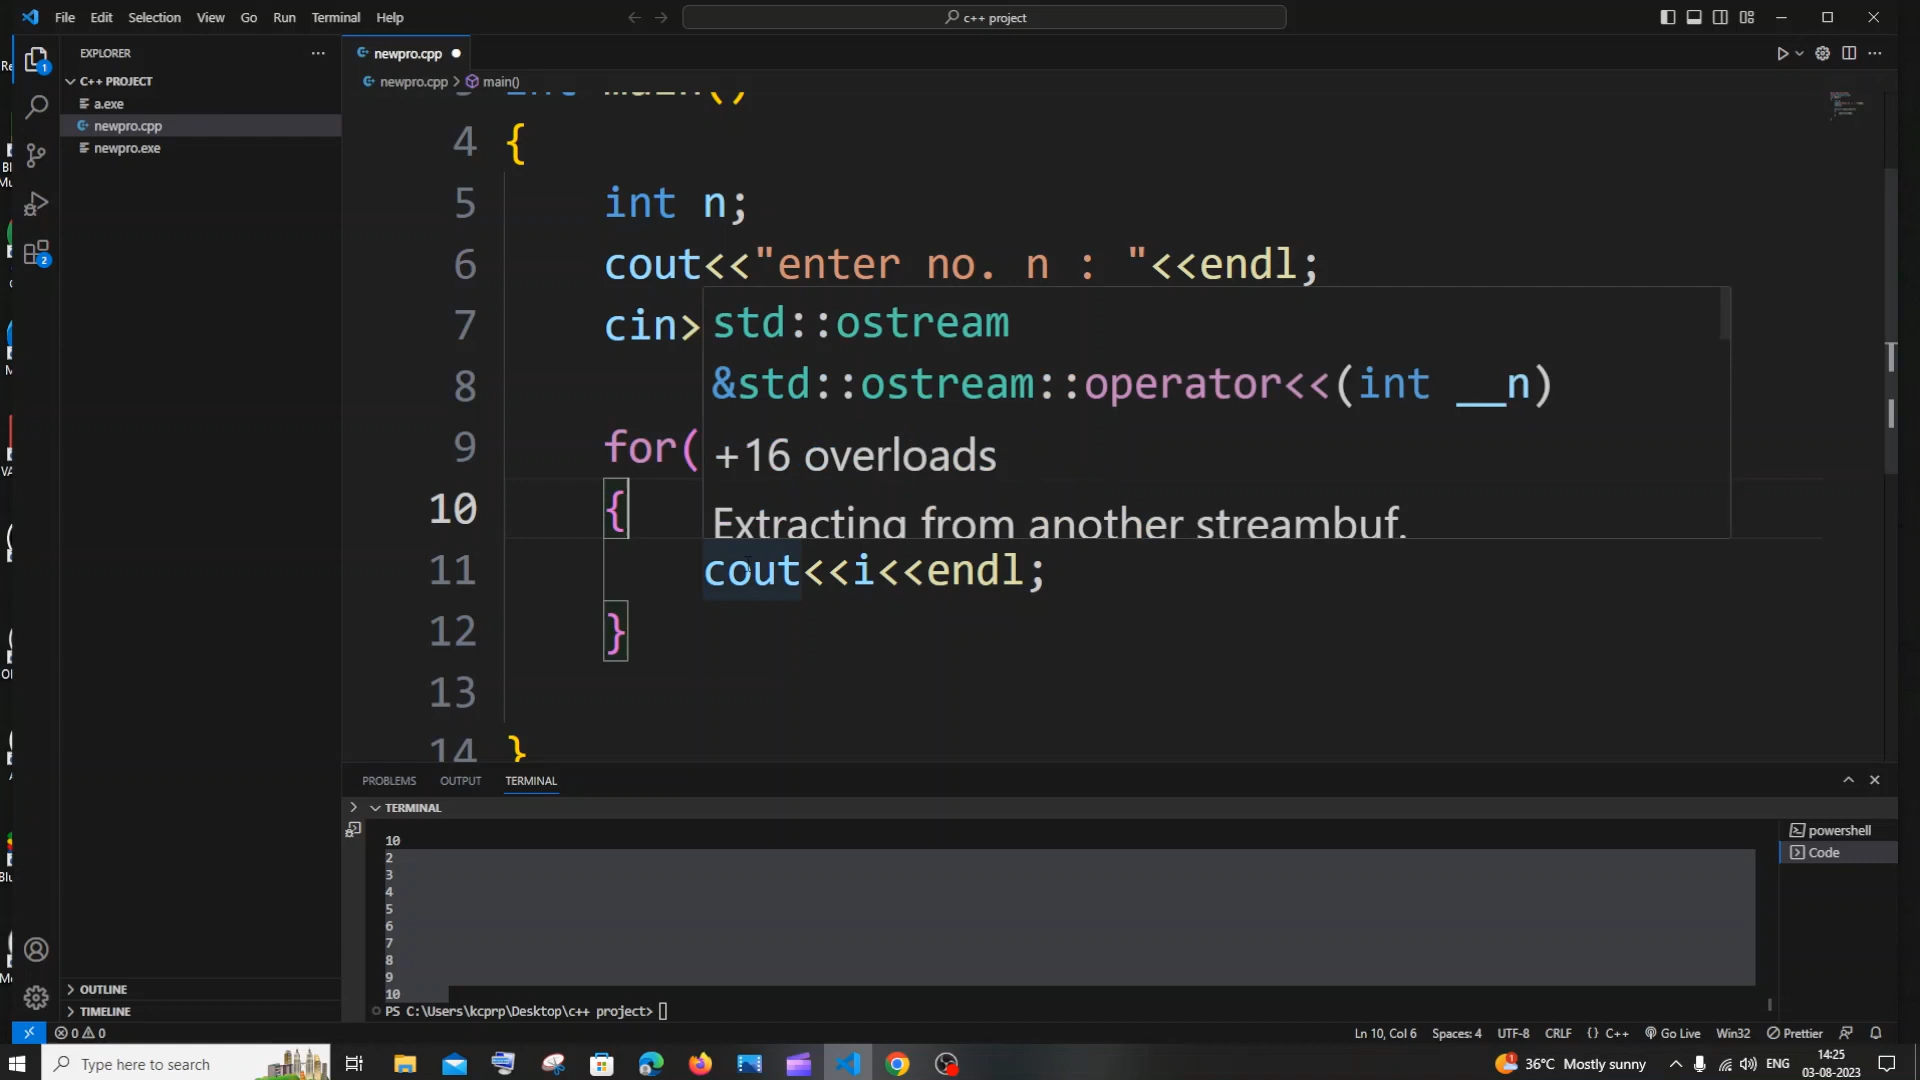 File Edit Selection View Go Run Terminal Help
c++ project
EXPLORER
newpro.cpp
C++ PROJECT
newpro.cpp > main()
a.exe
newpro.cpp
newpro.exe
3 int main()
4 {
5 int n;
6 cout<<"enter no. n : "<<endl;
7 cin>
std::ostream
8
&std::ostream::operator<<(int __n)
9 for(
+16 overloads
10 {
Extracting from another streambuf.
11 cout<<i<<endl;
12 }
13
14 }
PROBLEMS OUTPUT TERMINAL
TERMINAL
10
2
3
4
5
6
7
8
9
10
PS C:\Users\kcprp\Desktop\c++ project>
powershell
Code
OUTLINE
TIMELINE
0 0
Ln 10, Col 6 Spaces: 4 UTF-8 CRLF {} C++ Go Live Win32 Prettier
Type here to search
36°C Mostly sunny
ENG
14:25
03-08-2023